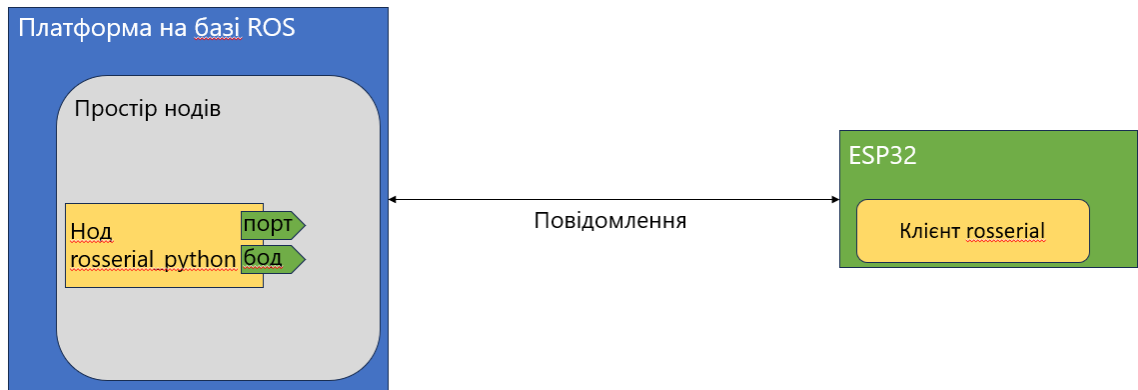 Платформа на базі ROS
Простір нодів
Нод
rosserial_python
порт
бод
Повідомлення
ESP32
Клієнт rosserial